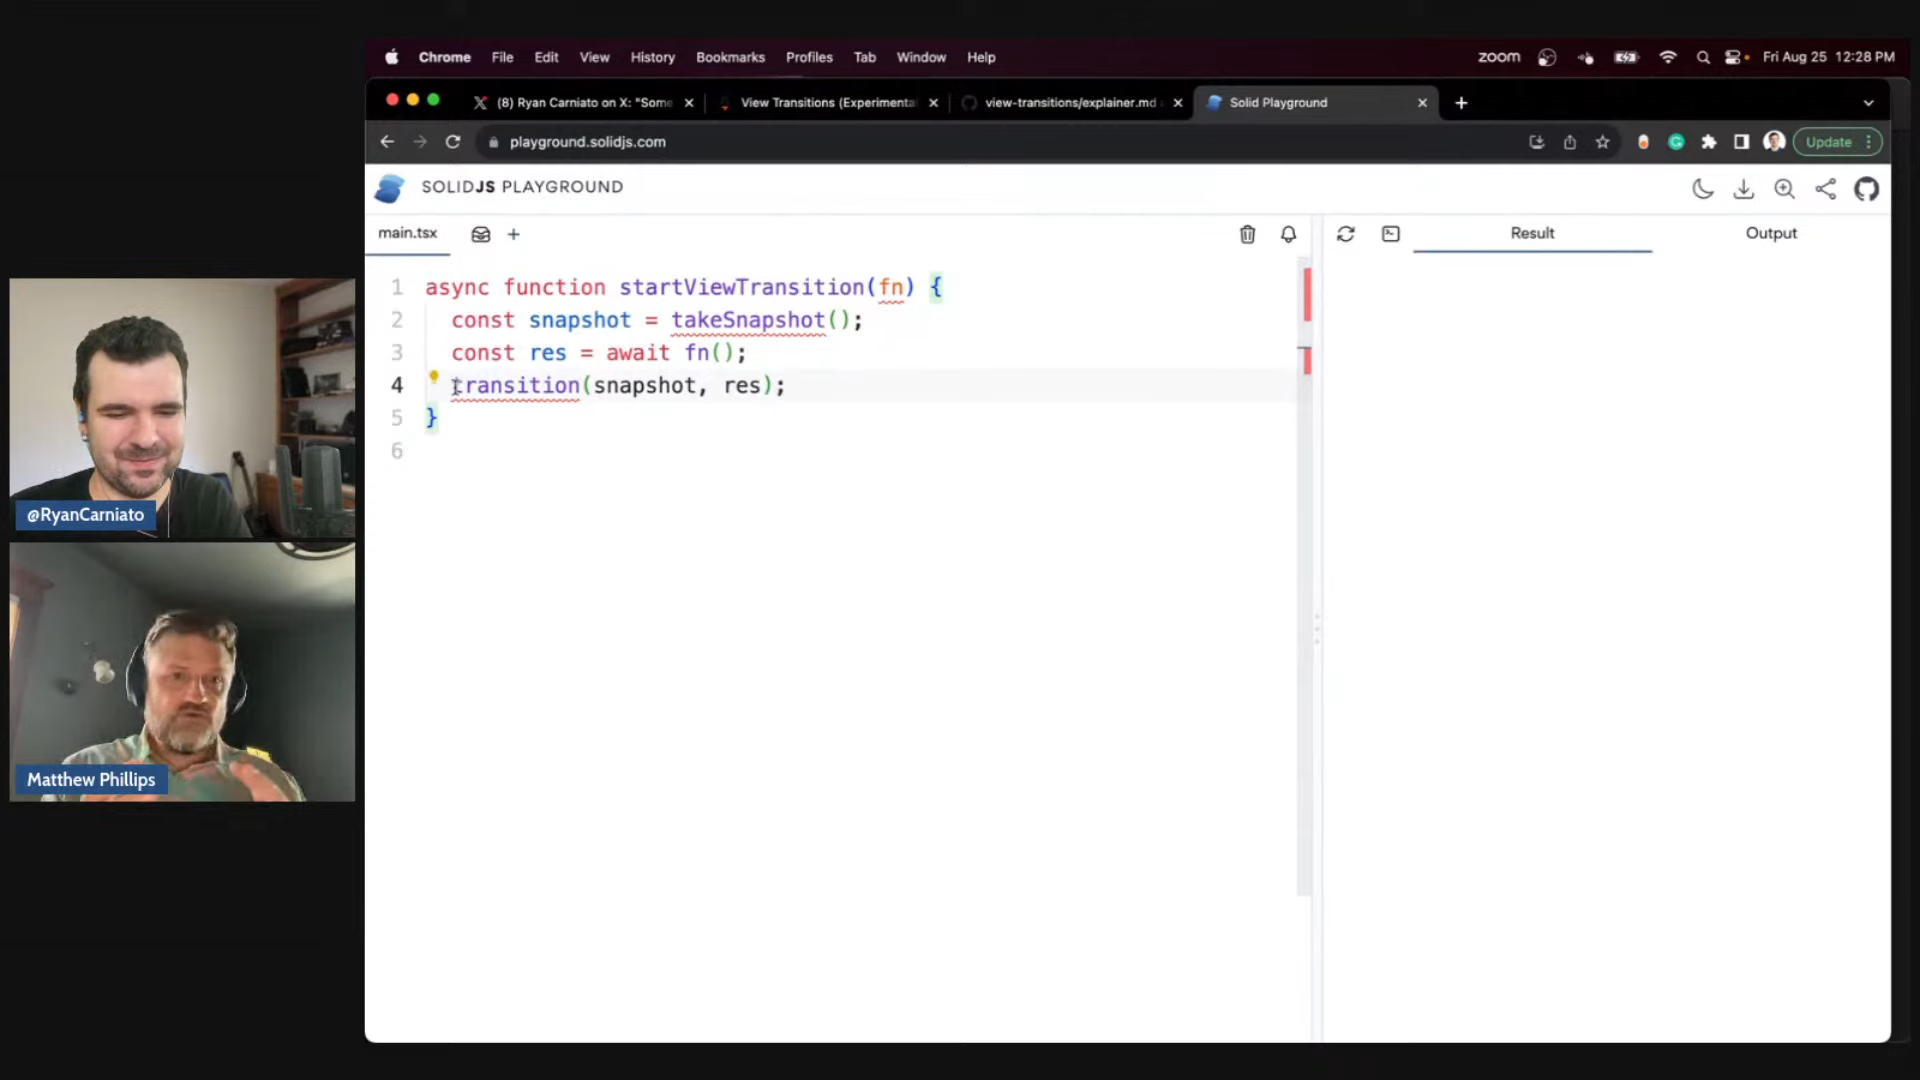 Chrome File Edit View History Bookmarks Profiles Tab Window Help
zoom Fri Aug 25 12:28 PM
(8) Ryan Carniato on X: "Some
View Transitions (Experimenta
view-transitions/explainer.md
Solid Playground
playground.solidjs.com
Update
SOLIDJS PLAYGROUND
main.tsx
Result
Output
1 async function startViewTransition(fn) {
2 const snapshot = takeSnapshot();
3 const res = await fn();
4 transition(snapshot, res);
5 }
6
@RyanCarniato
Matthew Phillips